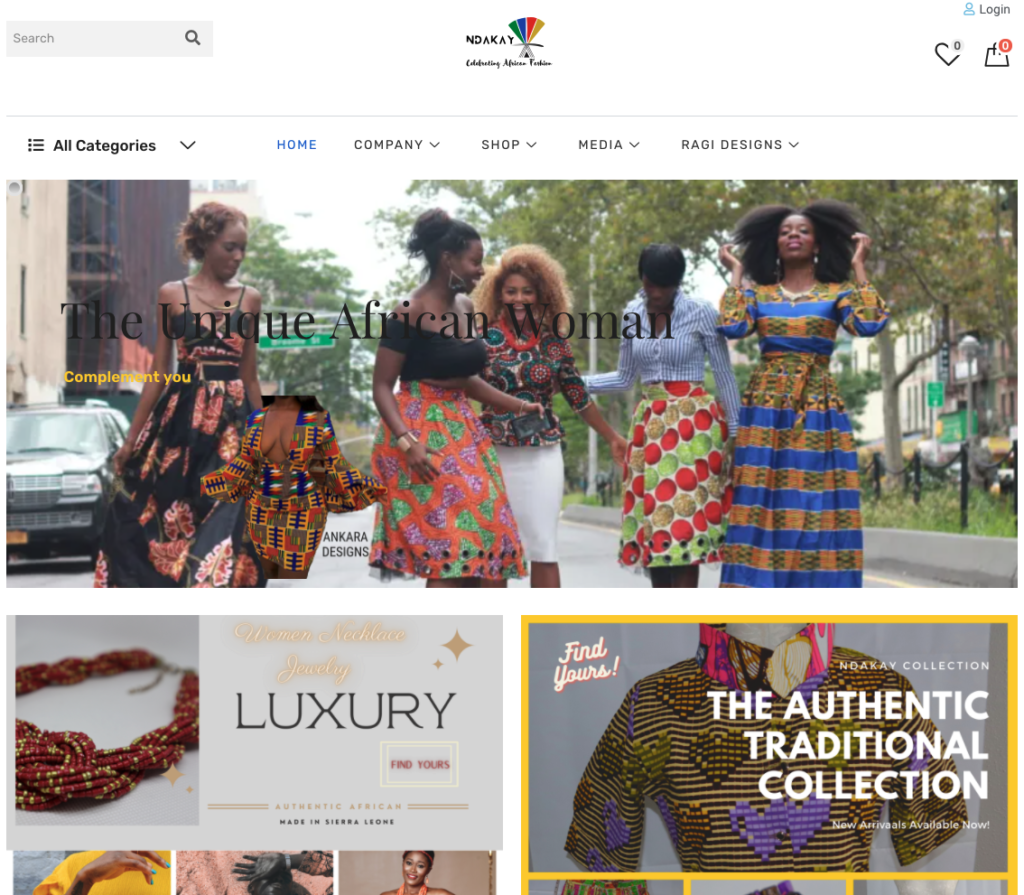 Login
Search
NDAKAY
Celebrating African Fashion
0
0
All Categories
HOME
COMPANY
SHOP
MEDIA
RAGI DESIGNS
The Unique African Woman
Complement you
ANKARA
DESIGNS
Women Necklace
Jewelry
LUXURY
FIND YOURS
AUTHENTIC AFRICAN
MADE IN SIERRA LEONE
Find
Yours!
NDAKAY COLLECTION
THE AUTHENTIC
TRADITIONAL
COLLECTION
New Arrivaals Available Now!